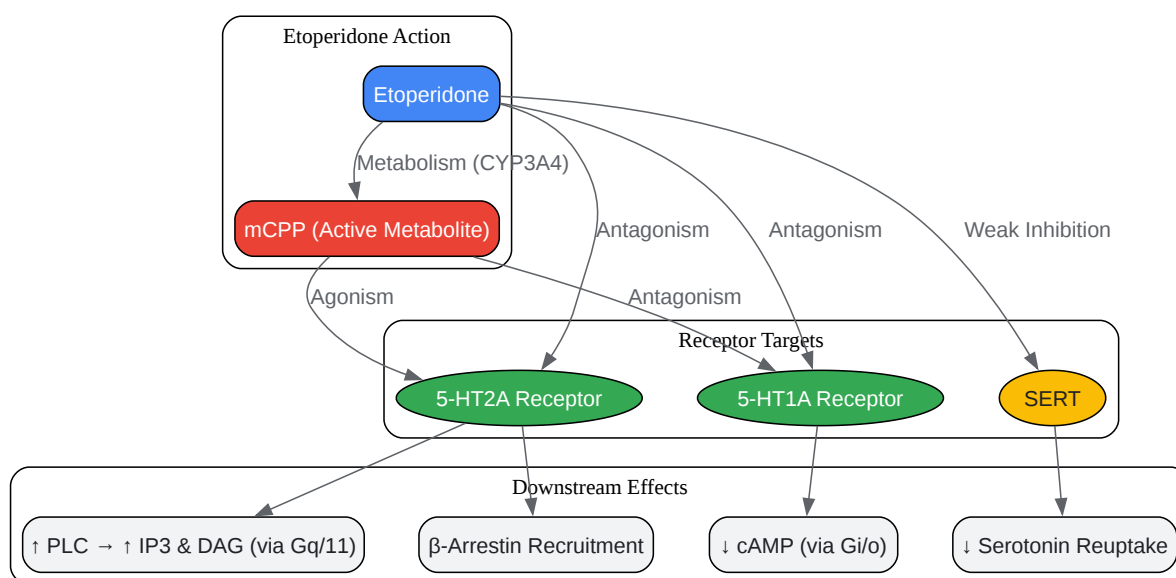 Etoperidone Action
Etoperidone
Metabolism (CYP3A4)
mCPP (Active Metabolite)
Antagonism
Antagonism
Weak Inhibition
Agonism
Antagonism
Receptor Targets
5-HT2A Receptor
5-HT1A Receptor
SERT
Downstream Effects
↑ PLC → ↑ IP3 & DAG (via Gq/11)
β-Arrestin Recruitment
↓ cAMP (via Gi/o)
↓ Serotonin Reuptake